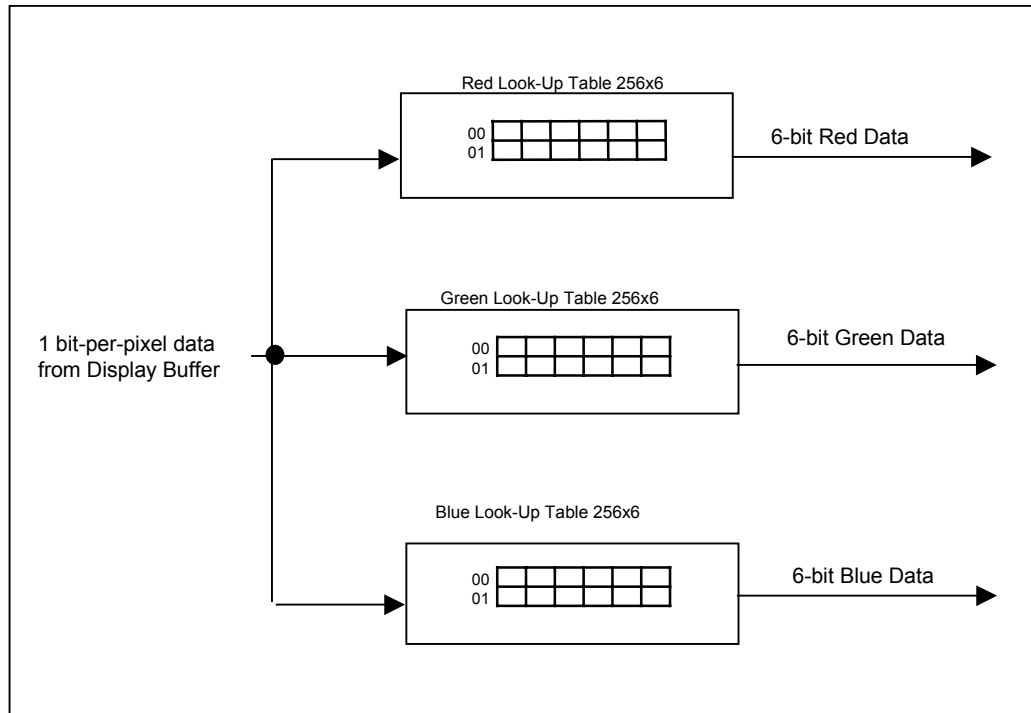 Red Look-Up Table 256x6
00
01
6-bit Red Data
Green Look-Up Table 256x6
00
01
6-bit Green Data
1 bit-per-pixel data
from Display Buffer
Blue Look-Up Table 256x6
00
01
6-bit Blue Data